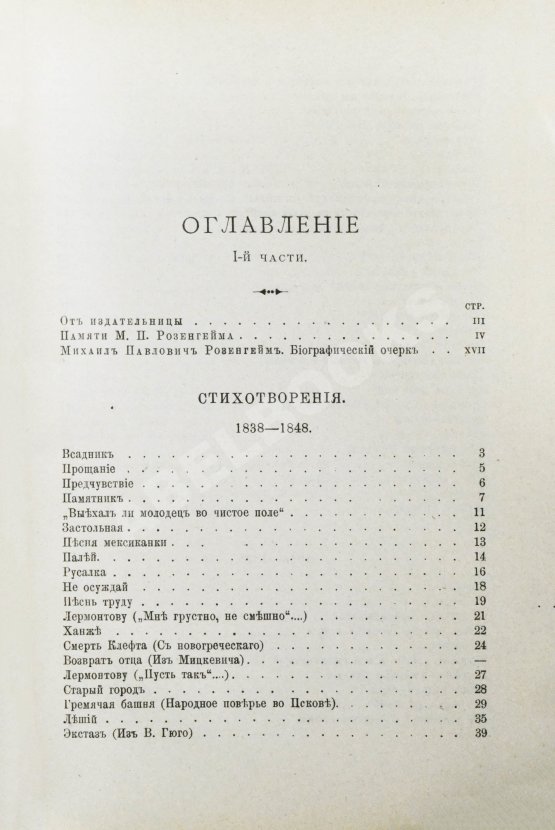 ОГЛАВЛЕНІЕ
I-й части.
СТР.
Отъ издательницы . . . . . . . . . . . . . . . . . III
Памяти М. П. Розенгейма . . . . . . . . . . . . . . IV
Михаилъ Павловичъ Розенгеймъ. Біографическій очеркъ . . XVII
СТИХОТВОРЕНІЯ.
1838—1848.
Всадникъ . . . . . . . . . . . . . . . . . . 3
Прощаніе . . . . . . . . . . . . . . . . . . 5
Предчувствіе . . . . . . . . . . . . . . . . . 6
Памятникъ . . . . . . . . . . . . . . . . . . 7
„Выѣхалъ ли молодецъ во чистое поле“ . . . . . . . . . 11
Застольная . . . . . . . . . . . . . . . . . . 12
Пѣсня мексиканки . . . . . . . . . . . . . . . 13
Палѣй . . . . . . . . . . . . . . . . . . . 14
Русалка . . . . . . . . . . . . . . . . . . . 16
Не осуждай . . . . . . . . . . . . . . . . . 18
Пѣснь труду . . . . . . . . . . . . . . . . . 19
Лермонтову („Мнѣ грустно, не смѣшно“....) . . . . . . . . 21
Ханжѣ . . . . . . . . . . . . . . . . . . . 22
Смерть Клефта (Съ новогреческаго) . . . . . . . . . . 24
Возвратъ отца (Изъ Мицкевича) . . . . . . . . . . . —
Лермонтову („Пусть такъ“....) . . . . . . . . . . . . 27
Старый городъ . . . . . . . . . . . . . . . . 28
Гремячая башня (Народное повѣрье во Псковѣ) . . . . . . . 29
Лѣшій . . . . . . . . . . . . . . . . . . . 35
Экстазъ (Изъ В. Гюго) . . . . . . . . . . . . . . 39